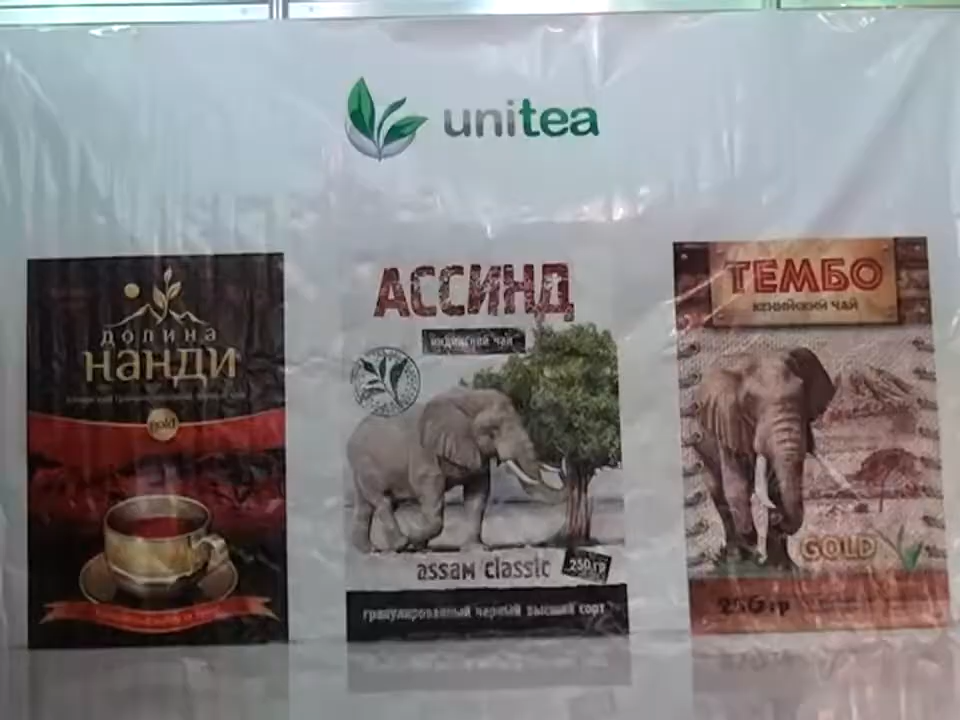 unitea
долина
нанди
gold
АССИНД
индийский чай
assam classic
250 гр
гранулированный черный высший сорт
ТЕМБО
КЕНИЙСКИЙ ЧАЙ
GOLD
250 гр